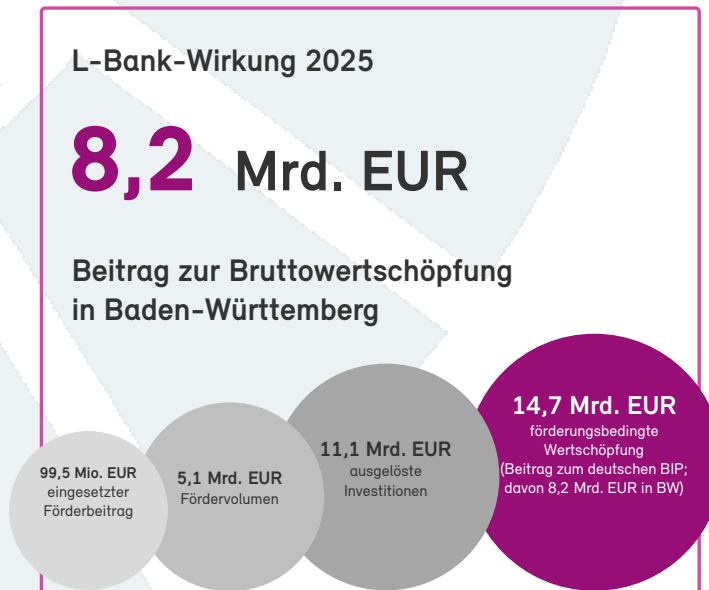 L-Bank-Wirkung 2025
8,2 Mrd. EUR
Beitrag zur Bruttowertschöpfung
in Baden-Württemberg
99,5 Mio. EUR
eingesetzter
Förderbeitrag
5,1 Mrd. EUR
Fördervolumen
11,1 Mrd. EUR
ausgelöste
Investitionen
14,7 Mrd. EUR
förderungsbedingte
Wertschöpfung
(Beitrag zum deutschen BIP;
davon 8,2 Mrd. EUR in BW)